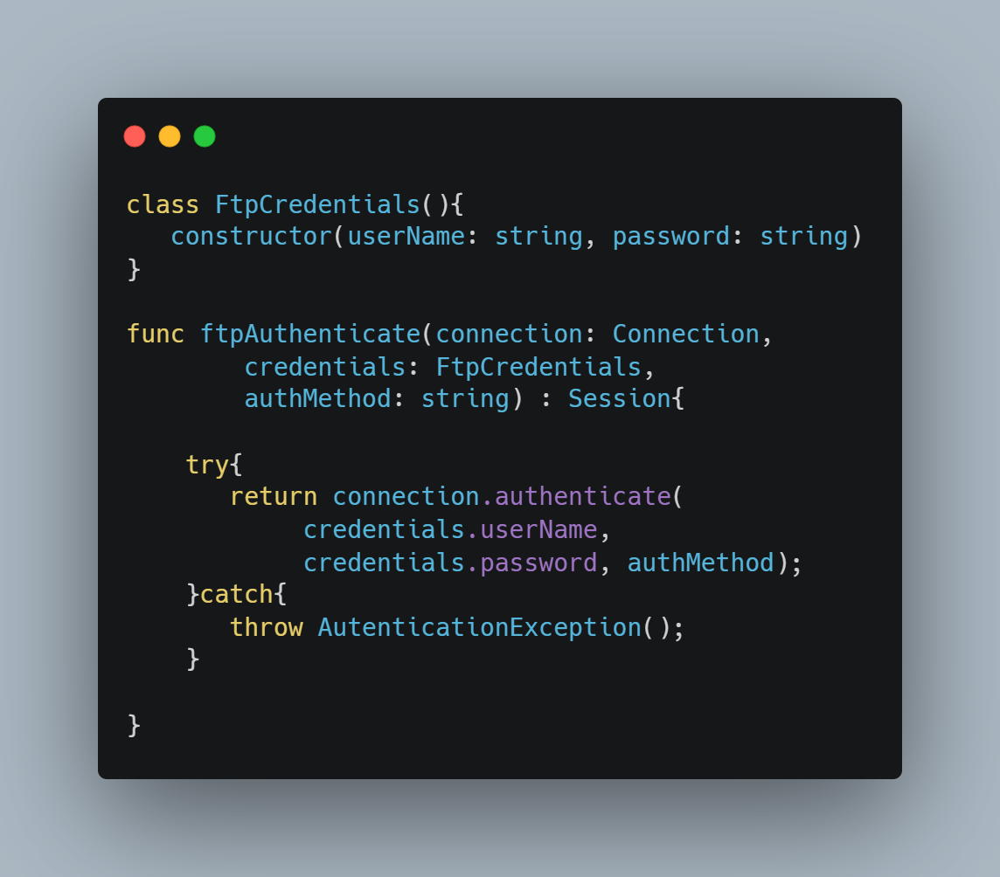 class FtpCredentials(){
   constructor(userName: string, password: string)
}

func ftpAuthenticate(connection: Connection,
        credentials: FtpCredentials,
        authMethod: string) : Session{

    try{
       return connection.authenticate(
            credentials.userName,
            credentials.password, authMethod);
    }catch{
       throw AutenticationException();
    }

}